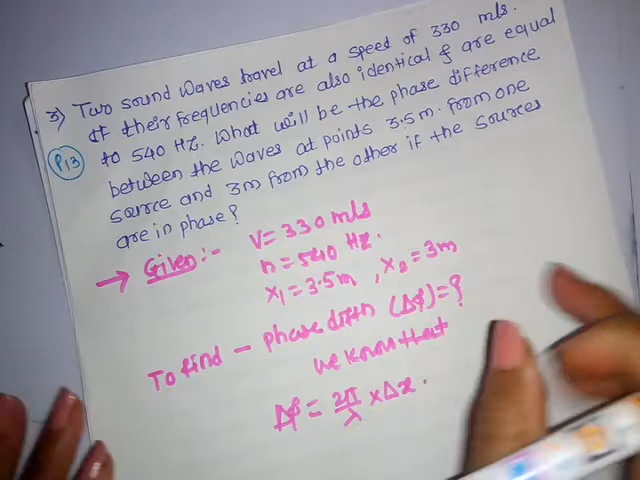 3) Two sound waves travel at a speed of 330 m/s.
If their frequencies are also identical & are equal
to 540 Hz. What will be the phase difference
between the waves at points 3.5m. from one
source and 3m from the other if the sources
are in phase?
P13
→ Given:- V=330 m/s
n=540 Hz.
x1=3.5m, x2=3m
To find - phase diffn (Δφ)=?
we know that
Δφ = 2π/λ × Δx.